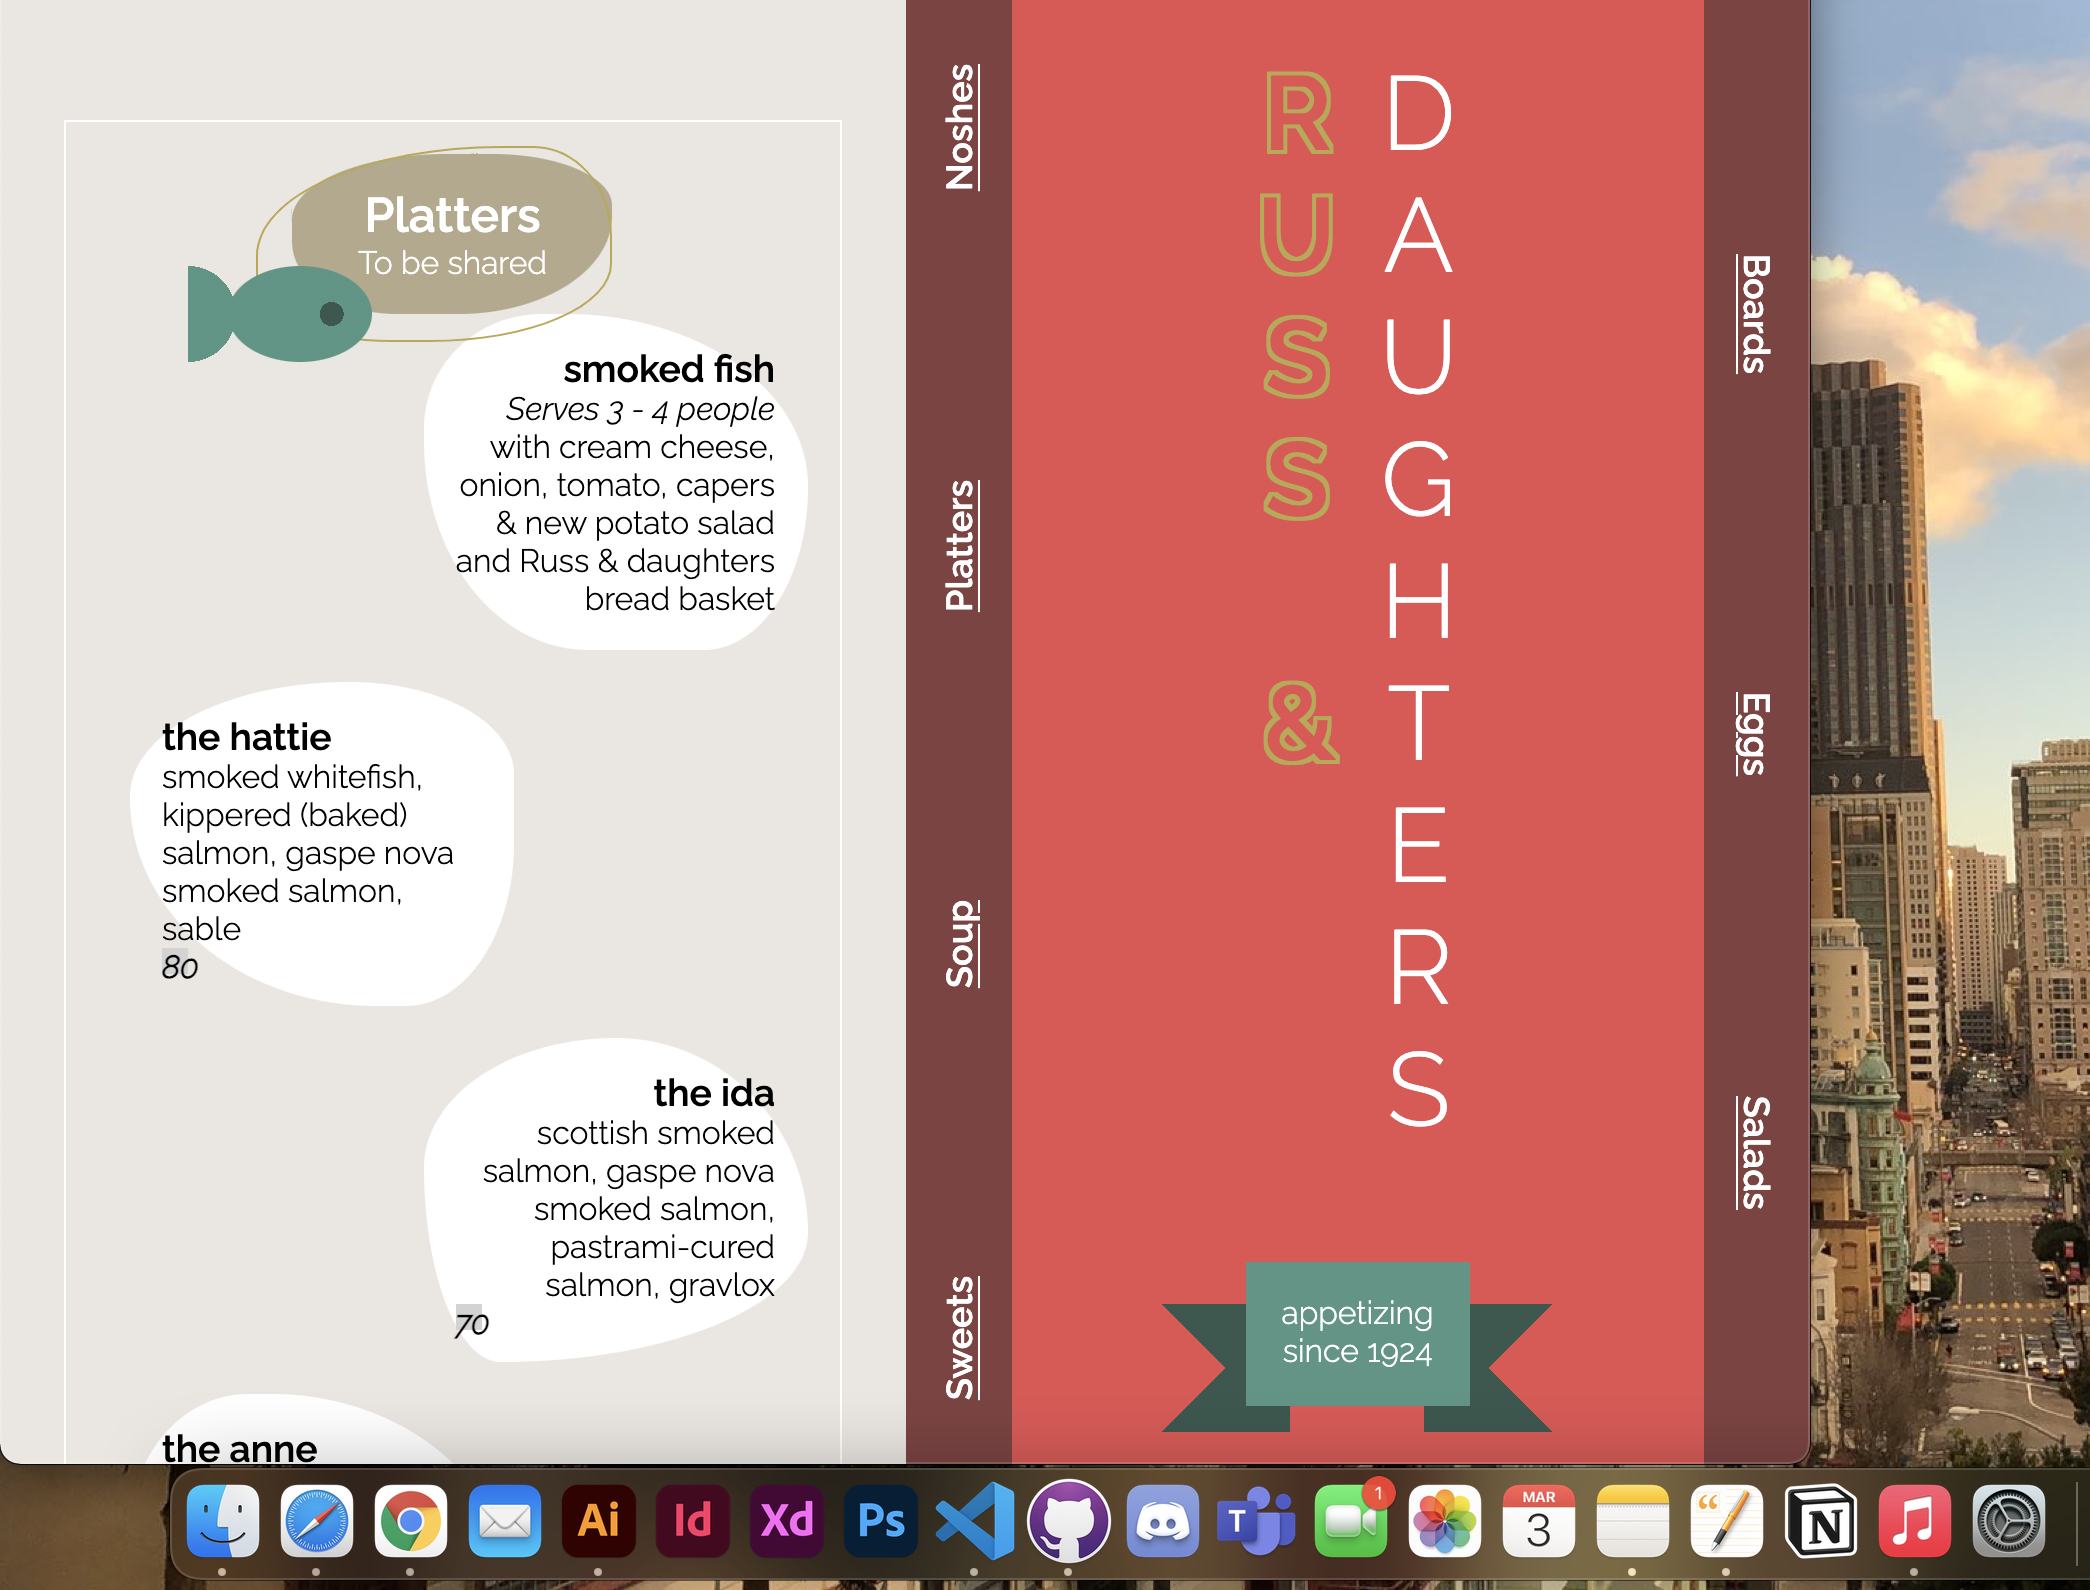 Platters
To be shared
smoked fish
Serves 3 - 4 people
with cream cheese,
onion, tomato, capers
& new potato salad
and Russ & daughters
bread basket
the hattie
smoked whitefish,
kippered (baked)
salmon, gaspe nova
smoked salmon,
sable
80
the ida
scottish smoked
salmon, gaspe nova
smoked salmon,
pastrami-cured
salmon, gravlox
70
the anne
Noshes
Platters
Soup
Sweets
RUSS &
DAUGHTERS
appetizing
since 1924
Boards
Eggs
Salads
Ai
Id
Xd
Ps
T
1
MAR
3
N